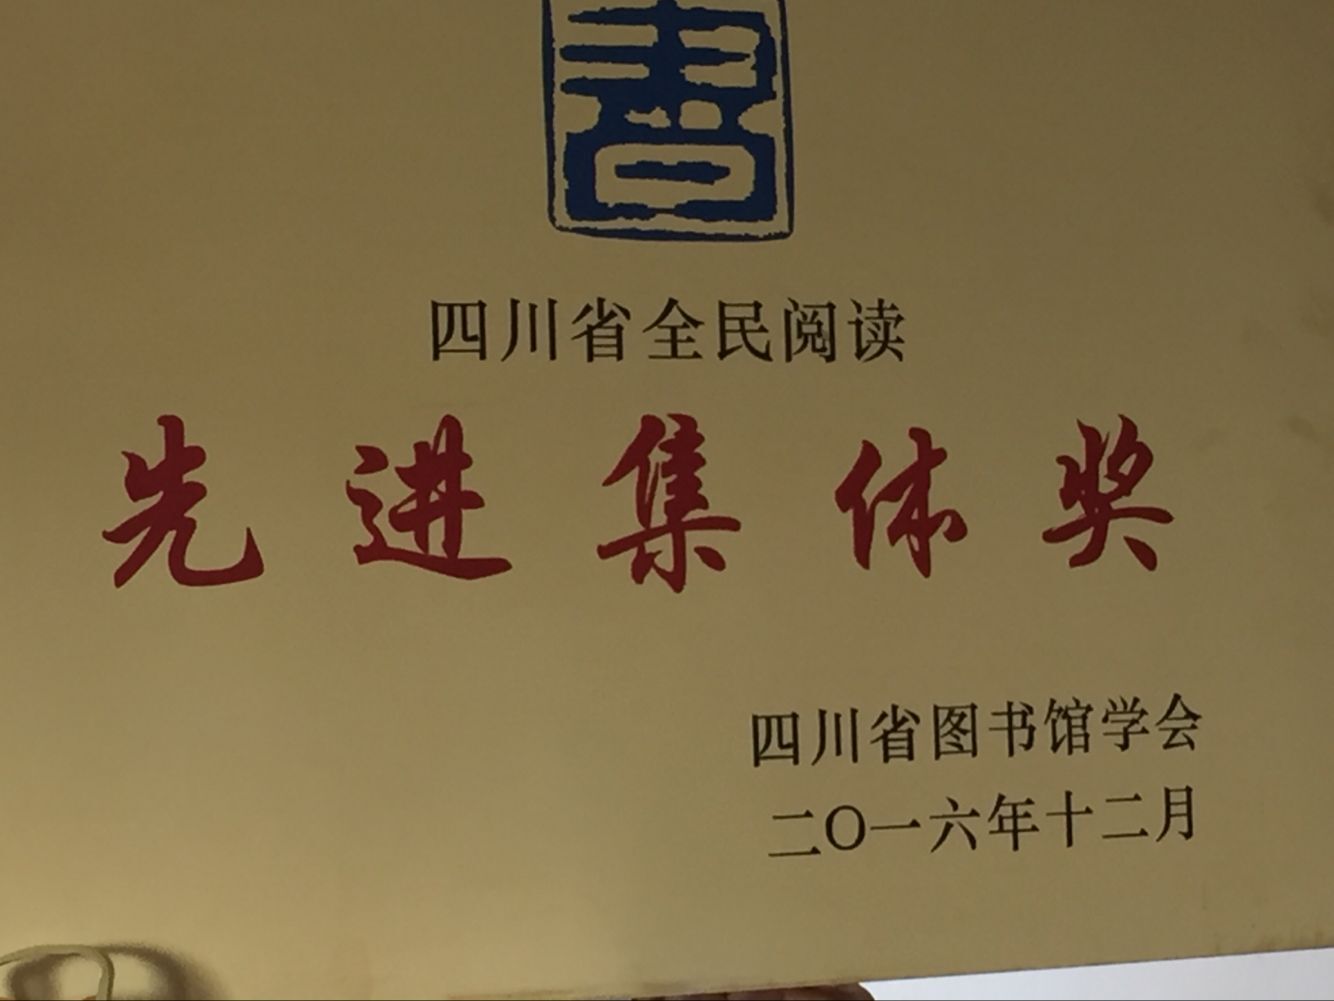 書
四川省全民阅读
先进集体奖
四川省图书馆学会
二〇一六年十二月